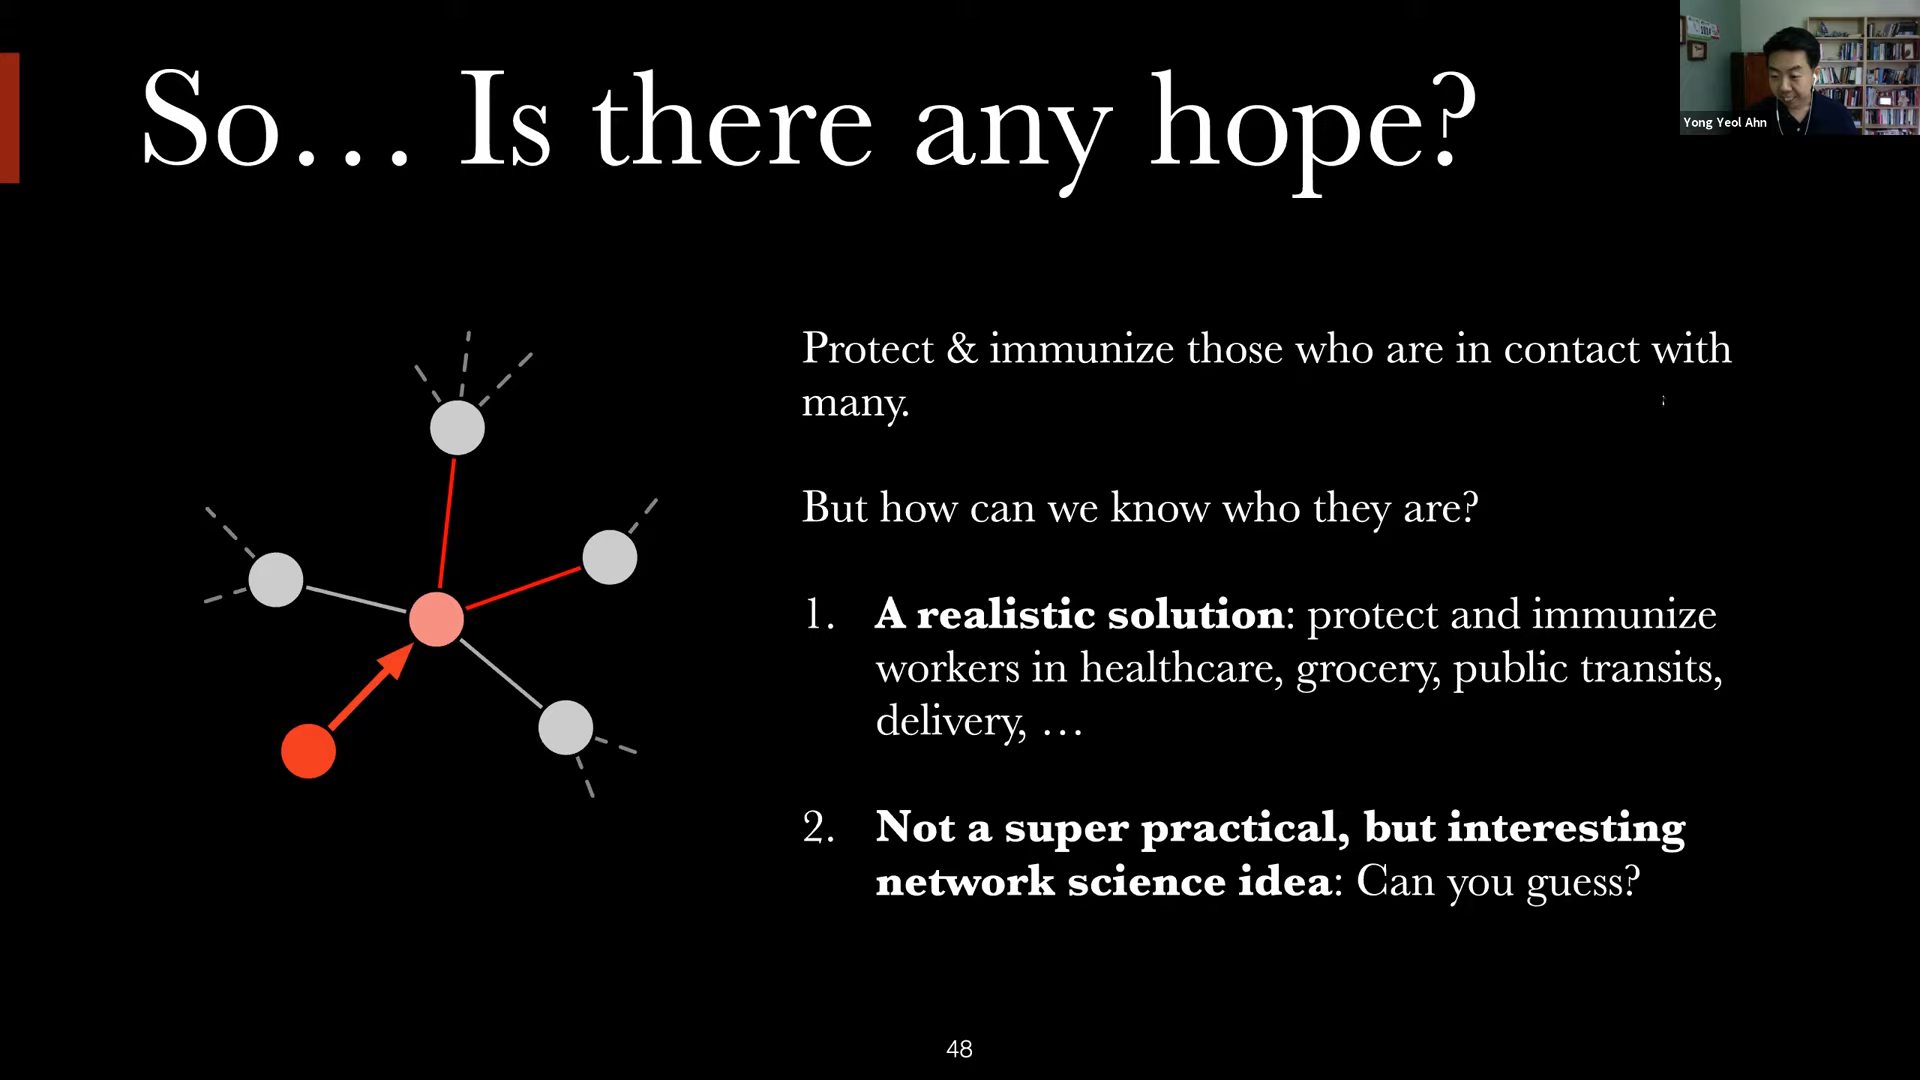 So… Is there any hope?
Yong Yeol Ahn
Protect & immunize those who are in contact with
many.
But how can we know who they are?
1. A realistic solution: protect and immunize
workers in healthcare, grocery, public transits,
delivery, …
2. Not a super practical, but interesting
network science idea: Can you guess?
48